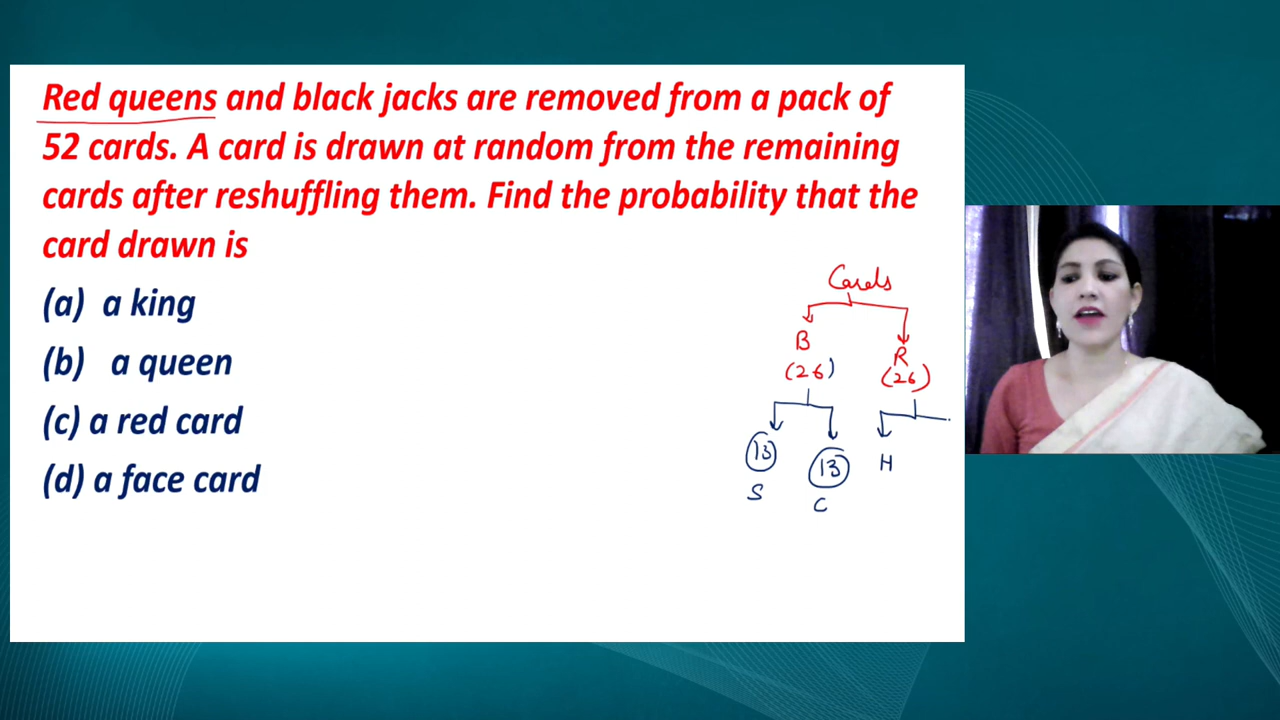 Red queens and black jacks are removed from a pack of
52 cards. A card is drawn at random from the remaining
cards after reshuffling them. Find the probability that the
card drawn is
(a) a king
(b) a queen
(c) a red card
(d) a face card
Cards
B R
(26) (26)
13 13 H
S C